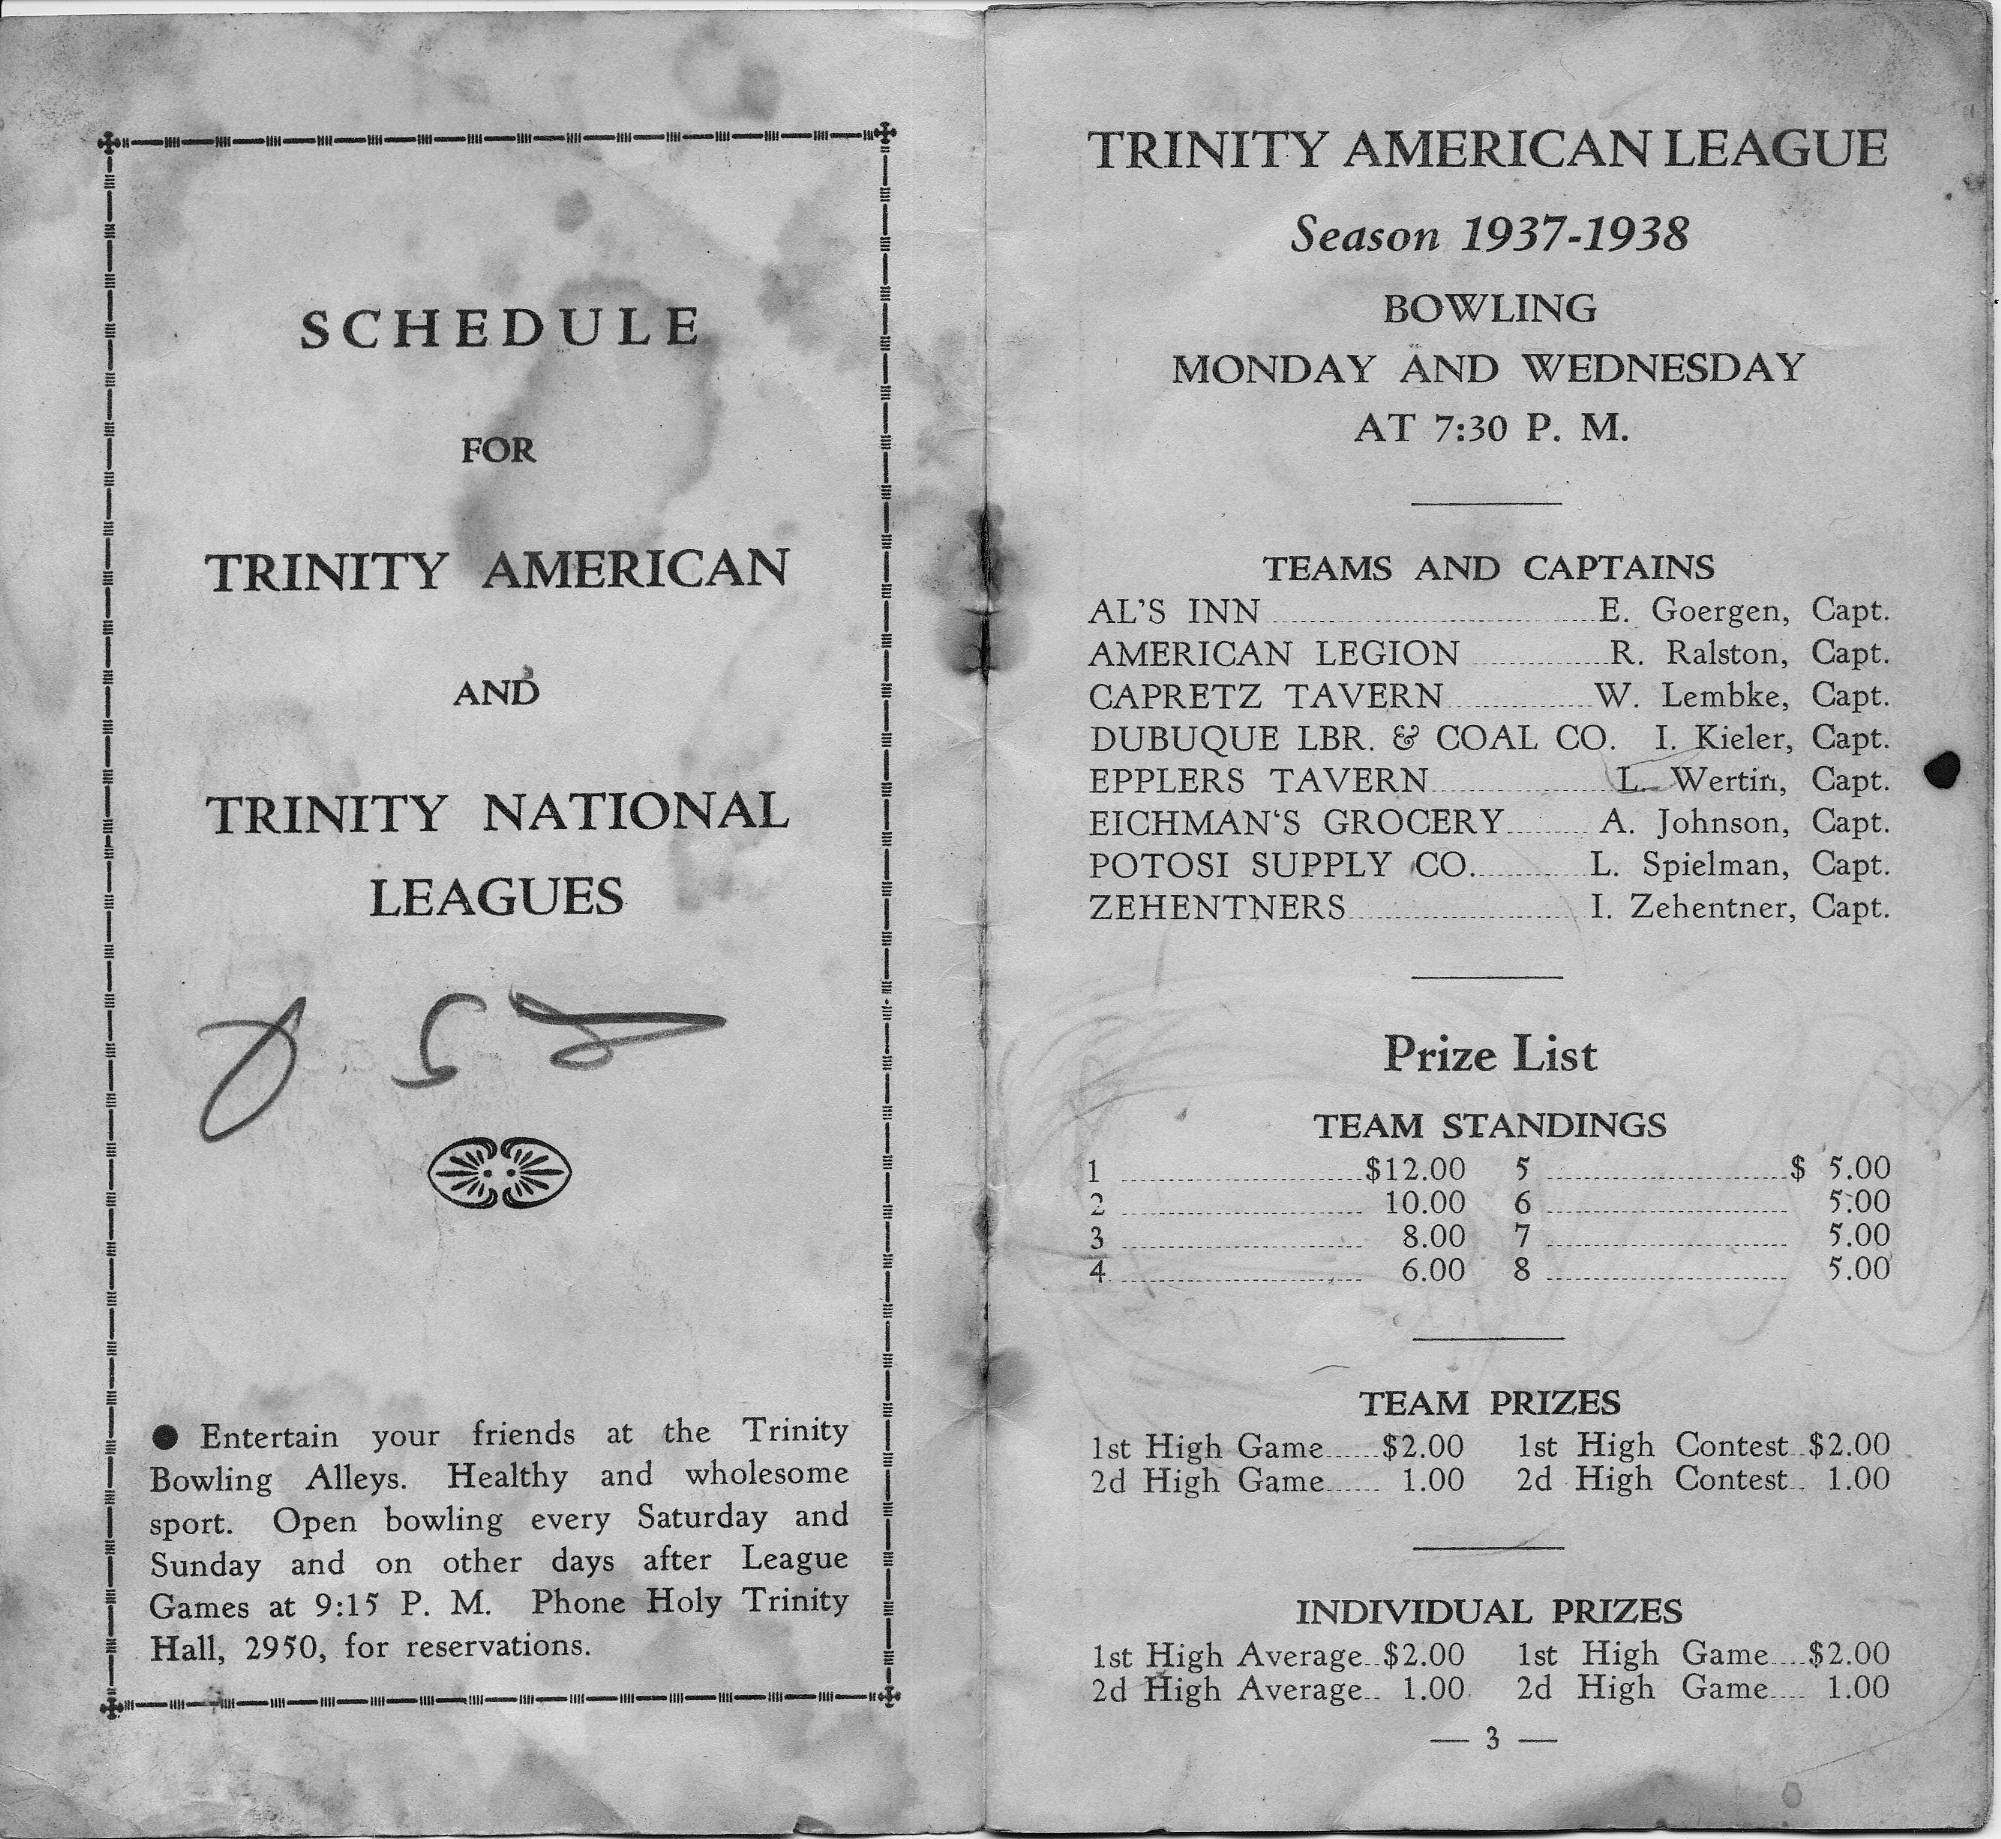 SCHEDULE
FOR
TRINITY AMERICAN
AND
TRINITY NATIONAL
LEAGUES
● Entertain your friends at the Trinity
Bowling Alleys. Healthy and wholesome
sport. Open bowling every Saturday and
Sunday and on other days after League
Games at 9:15 P. M. Phone Holy Trinity
Hall, 2950, for reservations.
TRINITY AMERICAN LEAGUE
Season 1937-1938
BOWLING
MONDAY AND WEDNESDAY
AT 7:30 P. M.
TEAMS AND CAPTAINS
AL'S INN E. Goergen, Capt.
AMERICAN LEGION R. Ralston, Capt.
CAPRETZ TAVERN W. Lembke, Capt.
DUBUQUE LBR. & COAL CO. I. Kieler, Capt.
EPPLERS TAVERN L. Wertin, Capt.
EICHMAN'S GROCERY A. Johnson, Capt.
POTOSI SUPPLY CO. L. Spielman, Capt.
ZEHENTNERS I. Zehentner, Capt.
Prize List
TEAM STANDINGS
1 $12.00 5 $ 5.00
2 10.00 6 5.00
3 8.00 7 5.00
4 6.00 8 5.00
TEAM PRIZES
1st High Game $2.00 1st High Contest $2.00
2d High Game 1.00 2d High Contest 1.00
INDIVIDUAL PRIZES
1st High Average $2.00 1st High Game $2.00
2d High Average 1.00 2d High Game 1.00
— 3 —